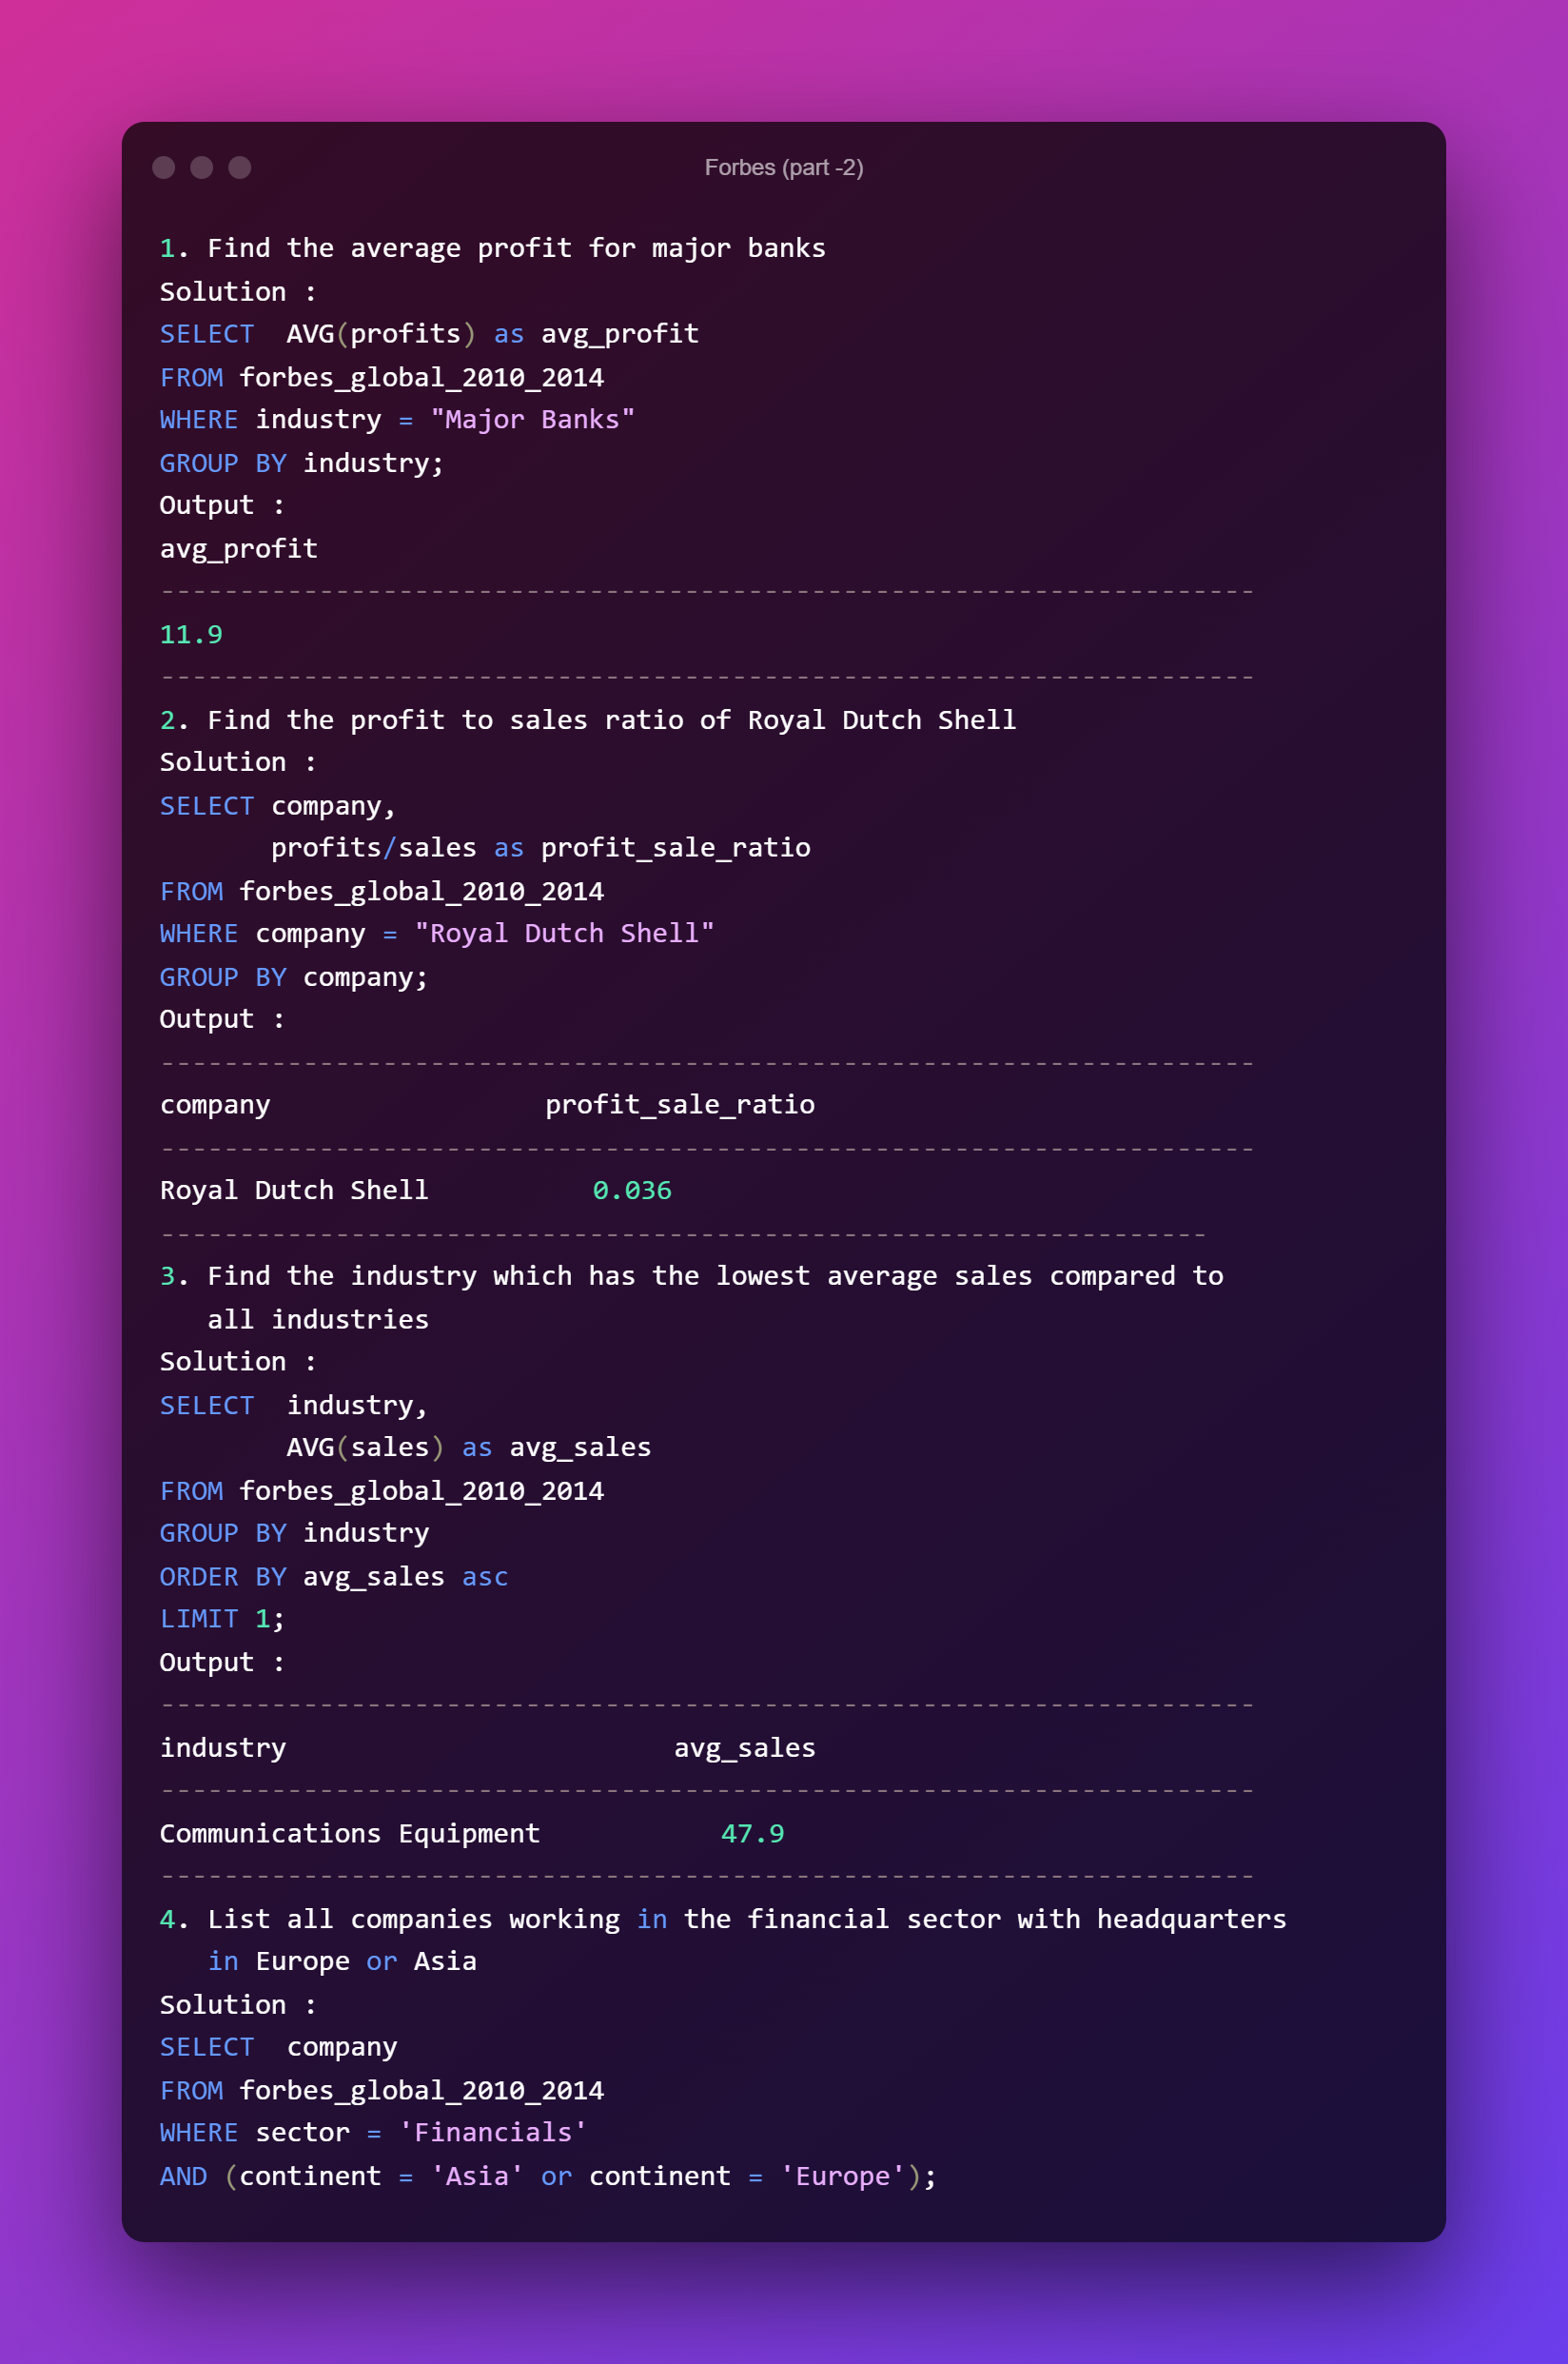 Forbes (part -2)
1. Find the average profit for major banks
Solution :
SELECT  AVG(profits) as avg_profit
FROM forbes_global_2010_2014
WHERE industry = "Major Banks"
GROUP BY industry;
Output :
avg_profit
---------------------------------------------------------------------
11.9
---------------------------------------------------------------------
2. Find the profit to sales ratio of Royal Dutch Shell
Solution :
SELECT company,
       profits/sales as profit_sale_ratio
FROM forbes_global_2010_2014
WHERE company = "Royal Dutch Shell"
GROUP BY company;
Output :
---------------------------------------------------------------------
company                 profit_sale_ratio
---------------------------------------------------------------------
Royal Dutch Shell          0.036
------------------------------------------------------------------
3. Find the industry which has the lowest average sales compared to
   all industries
Solution :
SELECT  industry,
        AVG(sales) as avg_sales
FROM forbes_global_2010_2014
GROUP BY industry
ORDER BY avg_sales asc
LIMIT 1;
Output :
---------------------------------------------------------------------
industry                        avg_sales
---------------------------------------------------------------------
Communications Equipment           47.9
---------------------------------------------------------------------
4. List all companies working in the financial sector with headquarters
   in Europe or Asia
Solution :
SELECT  company
FROM forbes_global_2010_2014
WHERE sector = 'Financials'
AND (continent = 'Asia' or continent = 'Europe');